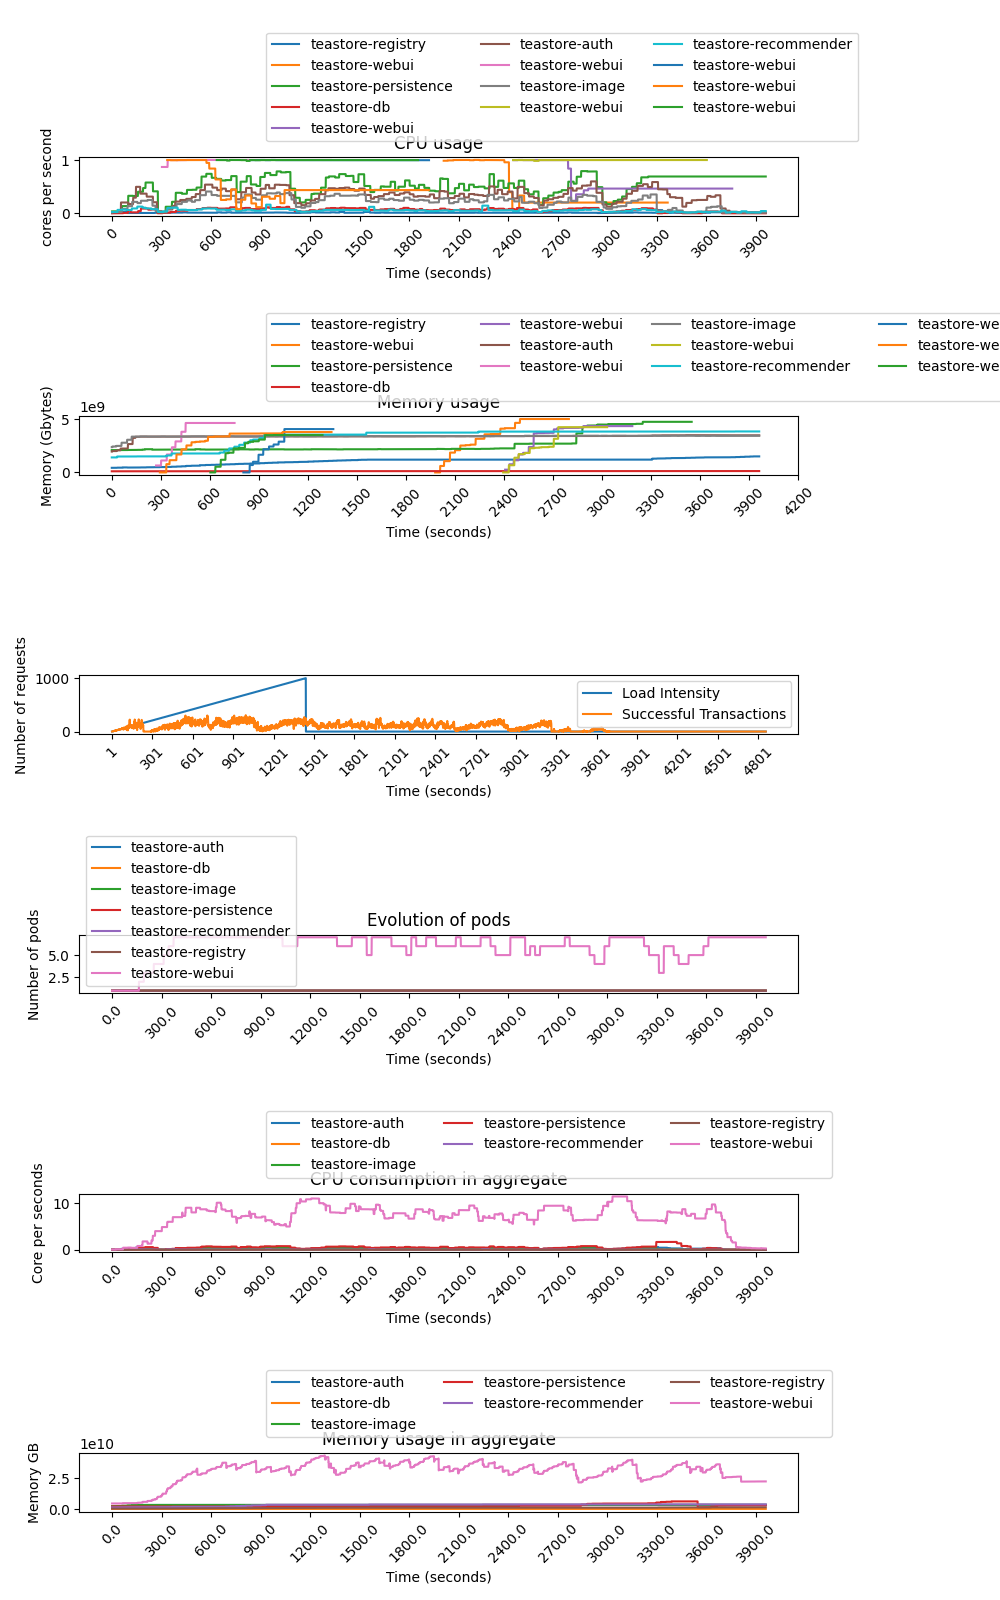 teastore-registry teastore-auth teastore-recommender
teastore-webui teastore-webui teastore-webui
teastore-persistence teastore-image teastore-webui
teastore-db teastore-webui teastore-webui
teastore-webui
CPU usage
cores per second
1
0
0 300 600 900 1200 1500 1800 2100 2400 2700 3000 3300 3600 3900
Time (seconds)
teastore-registry teastore-webui teastore-image teastore-we
teastore-webui teastore-auth teastore-webui teastore-we
teastore-persistence teastore-webui teastore-recommender teastore-we
teastore-db
1e9
Memory usage
Memory (Gbytes)
5
0
0 300 600 900 1200 1500 1800 2100 2400 2700 3000 3300 3600 3900 4200
Time (seconds)
Number of requests
1000
0
Load Intensity
Successful Transactions
1 301 601 901 1201 1501 1801 2101 2401 2701 3001 3301 3601 3901 4201 4501 4801
Time (seconds)
teastore-auth
teastore-db
teastore-image
teastore-persistence
teastore-recommender
teastore-registry
teastore-webui
Evolution of pods
Number of pods
5.0
2.5
0.0 300.0 600.0 900.0 1200.0 1500.0 1800.0 2100.0 2400.0 2700.0 3000.0 3300.0 3600.0 3900.0
Time (seconds)
teastore-auth teastore-persistence teastore-registry
teastore-db teastore-recommender teastore-webui
teastore-image
CPU consumption in aggregate
Core per seconds
10
0
0.0 300.0 600.0 900.0 1200.0 1500.0 1800.0 2100.0 2400.0 2700.0 3000.0 3300.0 3600.0 3900.0
Time (seconds)
teastore-auth teastore-persistence teastore-registry
teastore-db teastore-recommender teastore-webui
teastore-image
1e10
Memory usage in aggregate
Memory GB
2.5
0.0
0.0 300.0 600.0 900.0 1200.0 1500.0 1800.0 2100.0 2400.0 2700.0 3000.0 3300.0 3600.0 3900.0
Time (seconds)